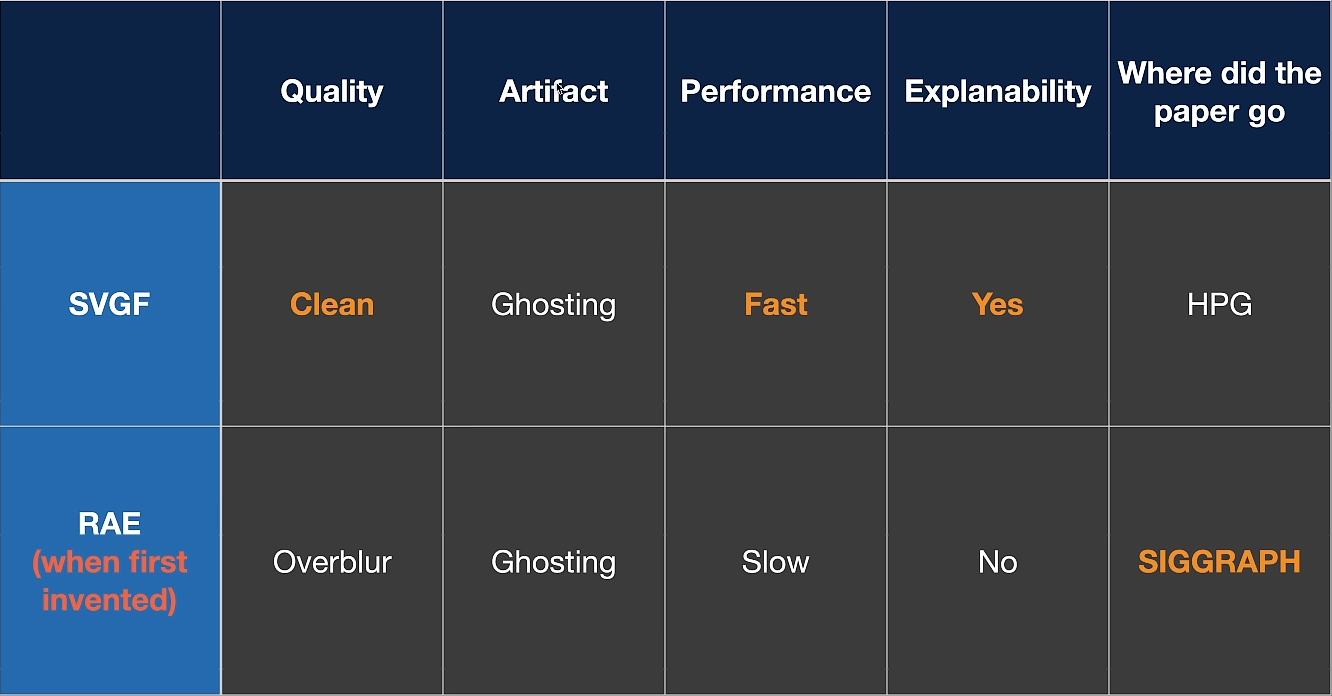 Quality
Artifact
Performance
Explanability
Where did the
paper go
SVGF
Clean
Ghosting
Fast
Yes
HPG
RAE
(when first
invented)
Overblur
Ghosting
Slow
No
SIGGRAPH